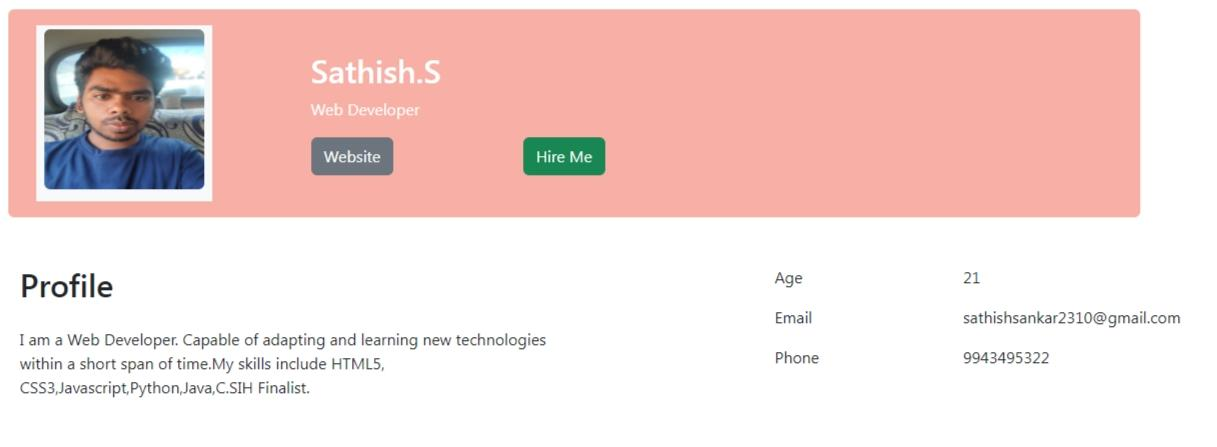 Sathish.S
Web Developer
Website
Hire Me
Profile
I am a Web Developer. Capable of adapting and learning new technologies
within a short span of time.My skills include HTML5,
CSS3,Javascript,Python,Java,C.SIH Finalist.
Age 21
Email sathishsankar2310@gmail.com
Phone 9943495322